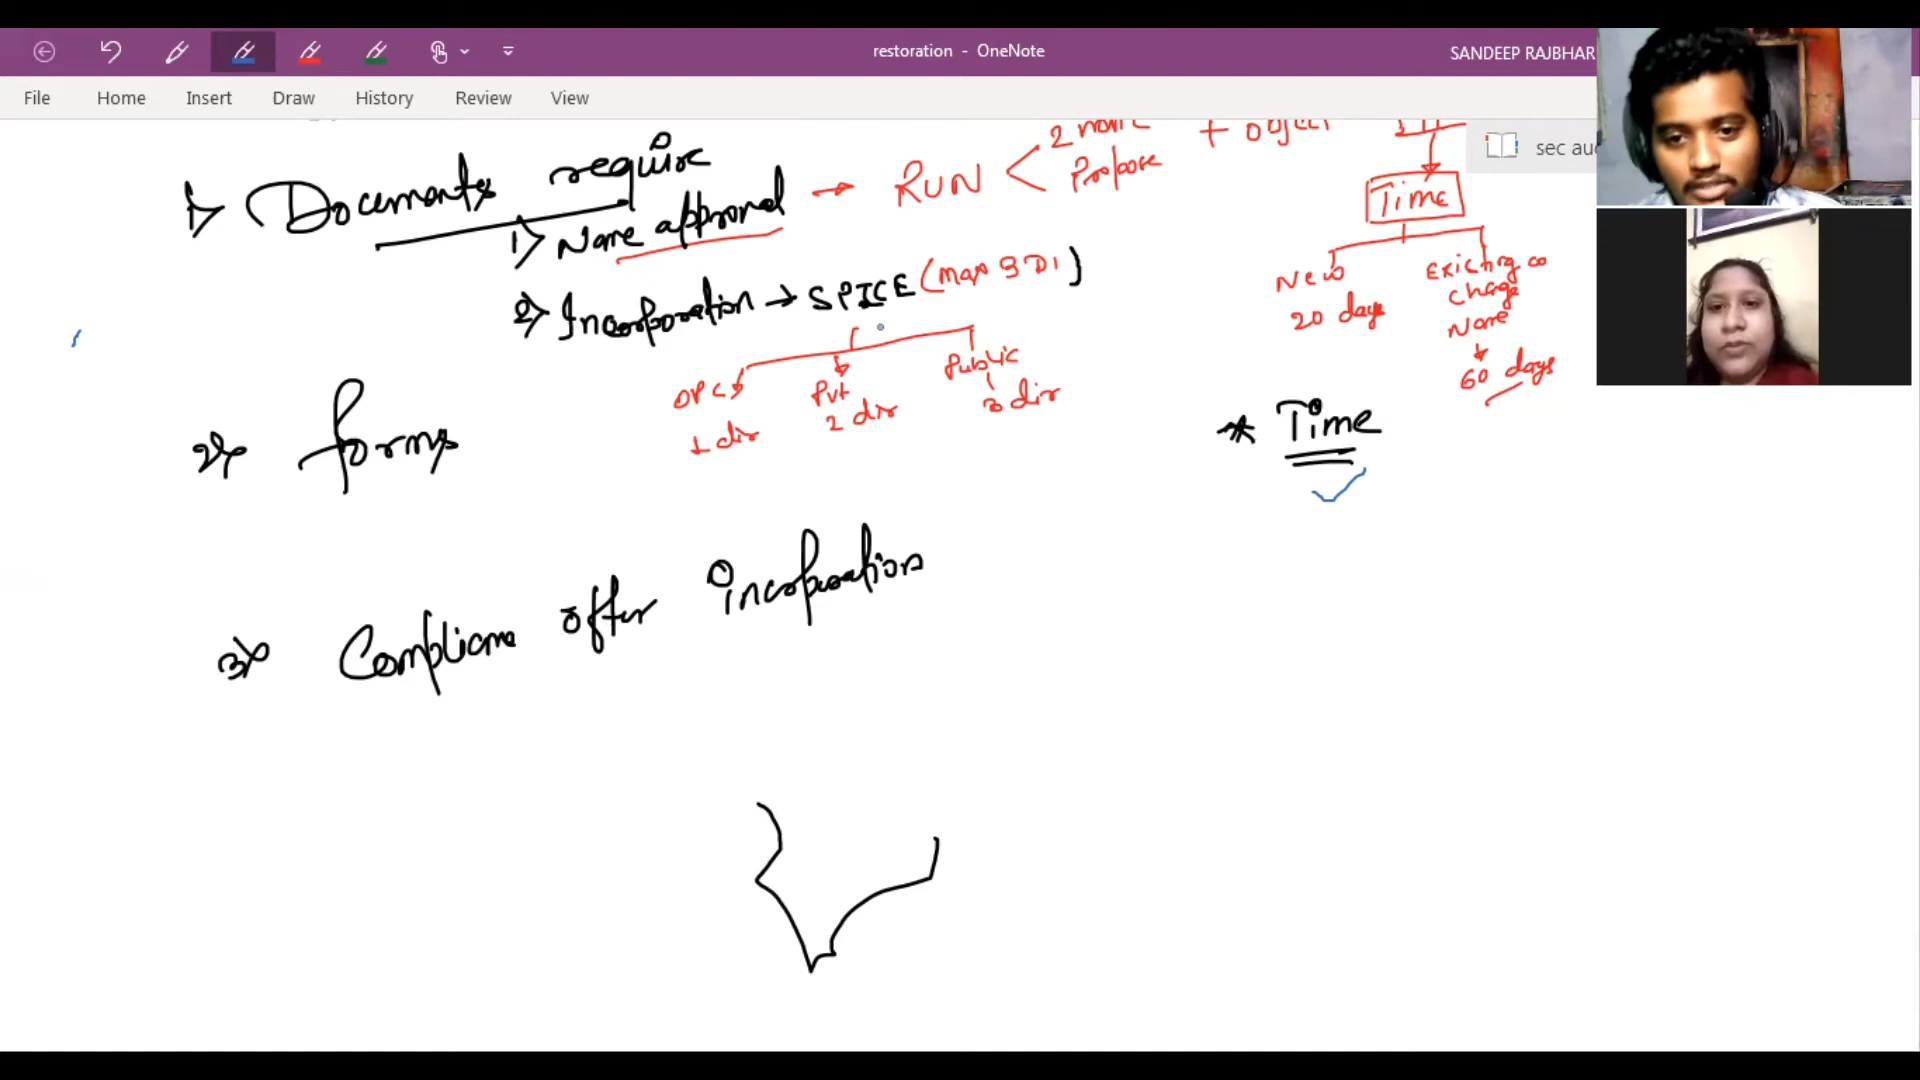 restoration - OneNote
SANDEEP RAJBHAR
File Home Insert Draw History Review View
sec au
1) Documents require
1) Name approval → RUN < 2 name Propose + object
2) Incorporation → SPICE (max 3 DI)
OPC 1 dir
Pvt 2 dir
Public 3 dir
Time
New 20 days
Existing co change Name 60 days
2) forms
* Time
3) Compliance after incorporation